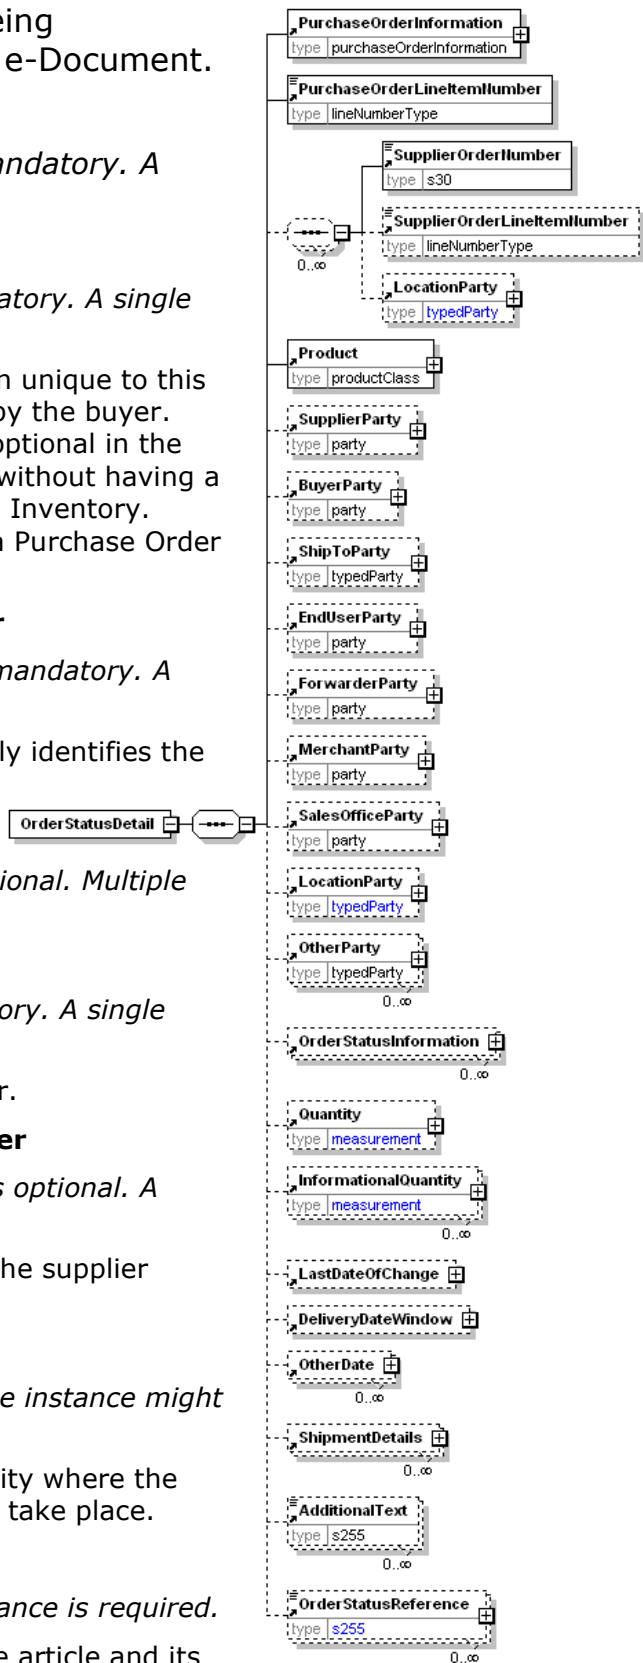 eing
e-Document.
andatory. A
atory. A single
n unique to this
by the buyer.
optional in the
without having a
Inventory.
n Purchase Order
r
mandatory. A
ly identifies the
ional. Multiple
ory. A single
r.
er
s optional. A
he supplier
e instance might
ity where the
take place.
ance is required.
e article and its
OrderStatusDetail
PurchaseOrderInformation
type purchaseOrderInformation
PurchaseOrderLineItemNumber
type lineNumberType
0..∞
SupplierOrderNumber
type s30
SupplierOrderLineItemNumber
type lineNumberType
LocationParty
type typedParty
Product
type productClass
SupplierParty
type party
BuyerParty
type party
ShipToParty
type typedParty
EndUserParty
type party
ForwarderParty
type party
MerchantParty
type party
SalesOfficeParty
type party
LocationParty
type typedParty
OtherParty
type typedParty
0..∞
OrderStatusInformation
0..∞
Quantity
type measurement
InformationalQuantity
type measurement
0..∞
LastDateOfChange
DeliveryDateWindow
OtherDate
0..∞
ShipmentDetails
0..∞
AdditionalText
type s255
0..∞
OrderStatusReference
type s255
0..∞